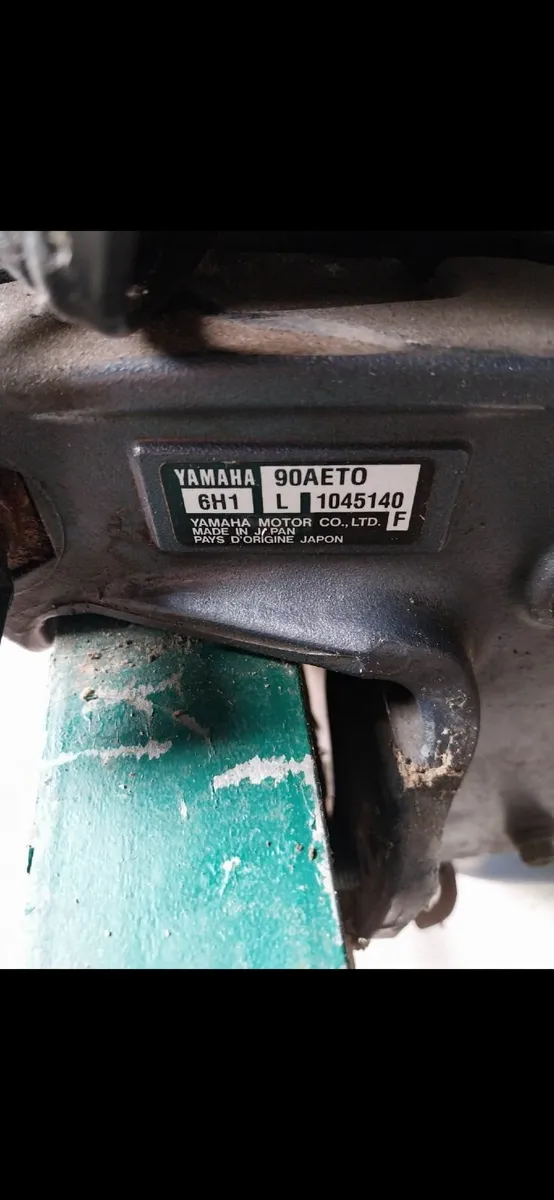 YAMAHA 90AETO
6H1 L 1045140
YAMAHA MOTOR CO., LTD. F
MADE IN JAPAN
PAYS D'ORIGINE JAPON